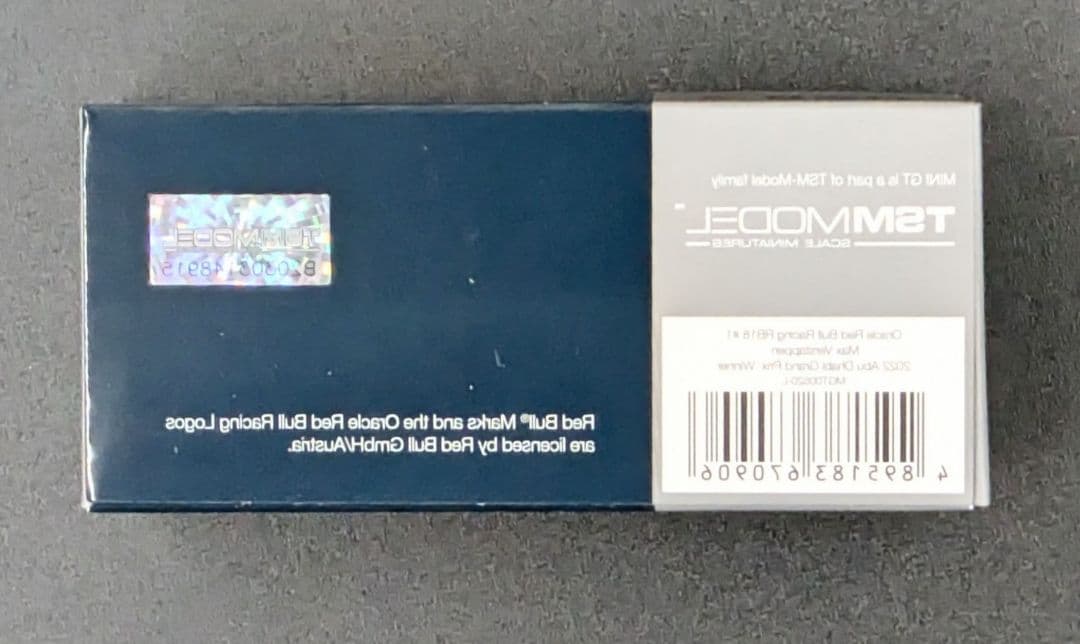 MINI GT is a part of TSM-Model family
TSMMODEL™
SCALE MINIATURES
TSMMODEL
Oracle Red Bull Racing RB18 #1
Max Verstappen
2022 Abu Dhabi Grand Prix Winner
MGT00520-L
4 895183 670906
Red Bull® Marks and the Oracle Red Bull Racing Logos
are licensed by Red Bull GmbH/Austria.